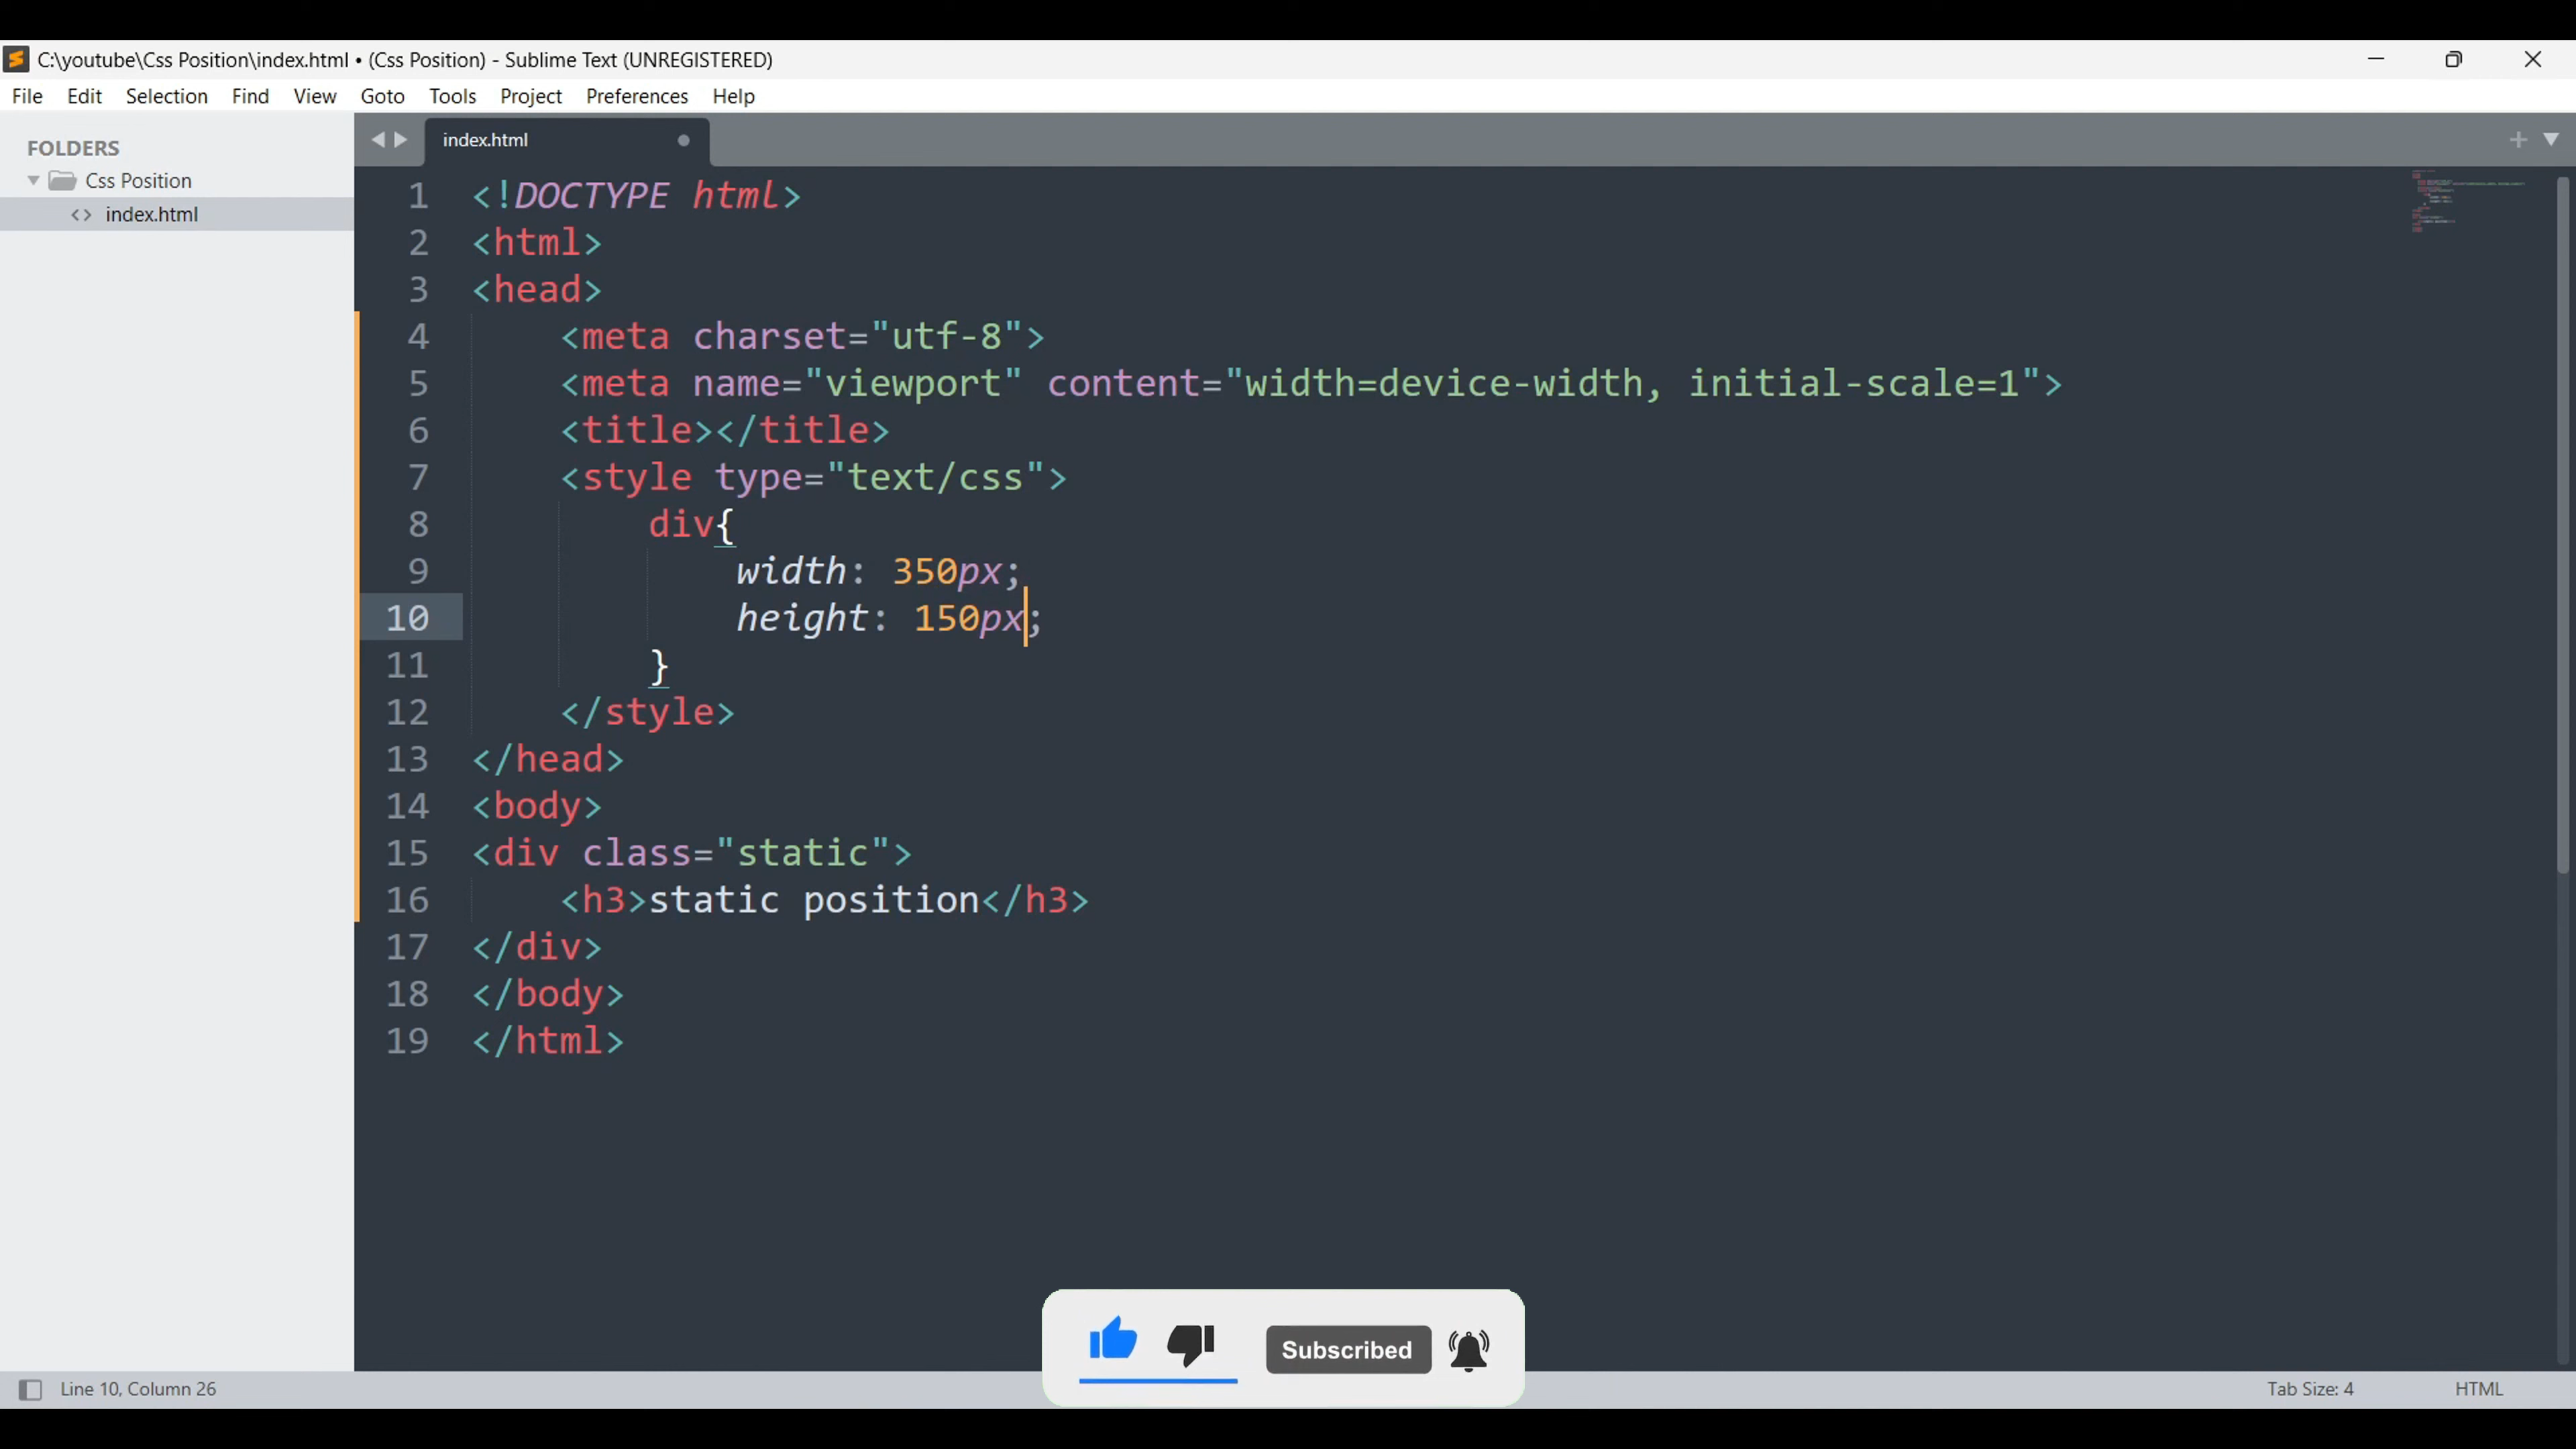 C:\youtube\Css Position\index.html • (Css Position) - Sublime Text (UNREGISTERED)
File Edit Selection Find View Goto Tools Project Preferences Help
FOLDERS
Css Position
index.html
index.html
1 <!DOCTYPE html>
2 <html>
3 <head>
4 <meta charset="utf-8">
5 <meta name="viewport" content="width=device-width, initial-scale=1">
6 <title></title>
7 <style type="text/css">
8 div{
9 width: 350px;
10 height: 150px;
11 }
12 </style>
13 </head>
14 <body>
15 <div class="static">
16 <h3>static position</h3>
17 </div>
18 </body>
19 </html>
Subscribed
Line 10, Column 26 Tab Size: 4 HTML